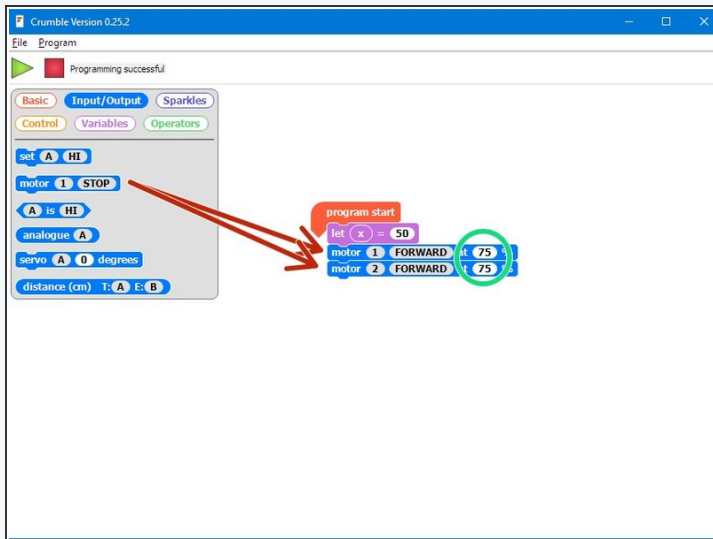 Crumble Version 0.25.2
File Program
Programming successful
Basic Input/Output Sparkles
Control Variables Operators
set A HI
motor 1 STOP
A is HI
analogue A
servo A 0 degrees
distance (cm) T: A E: B
program start
let x = 50
motor 1 FORWARD at 75 %
motor 2 FORWARD at 75 %